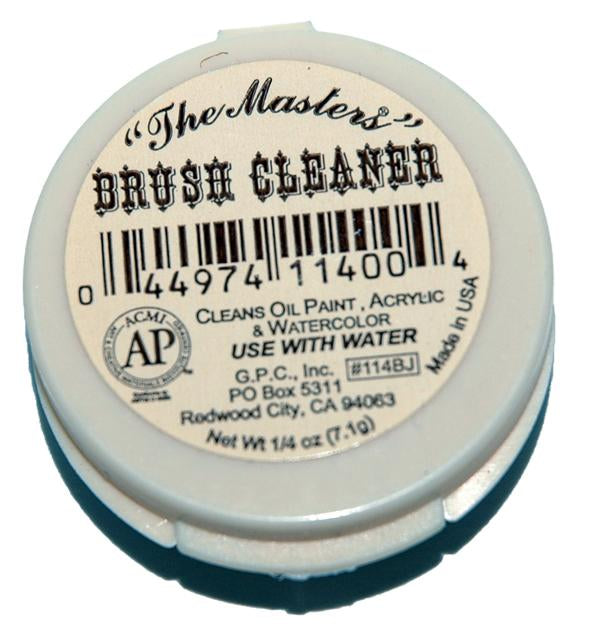 "The Masters®"
BRUSH CLEANER
0 44974 11400 4
CLEANS OIL PAINT, ACRYLIC
& WATERCOLOR
USE WITH WATER
Made in USA
ACMI
AP
G.P.C., Inc. #114BJ
PO Box 5311
Redwood City, CA 94063
Net Wt 1/4 oz (7.1g)